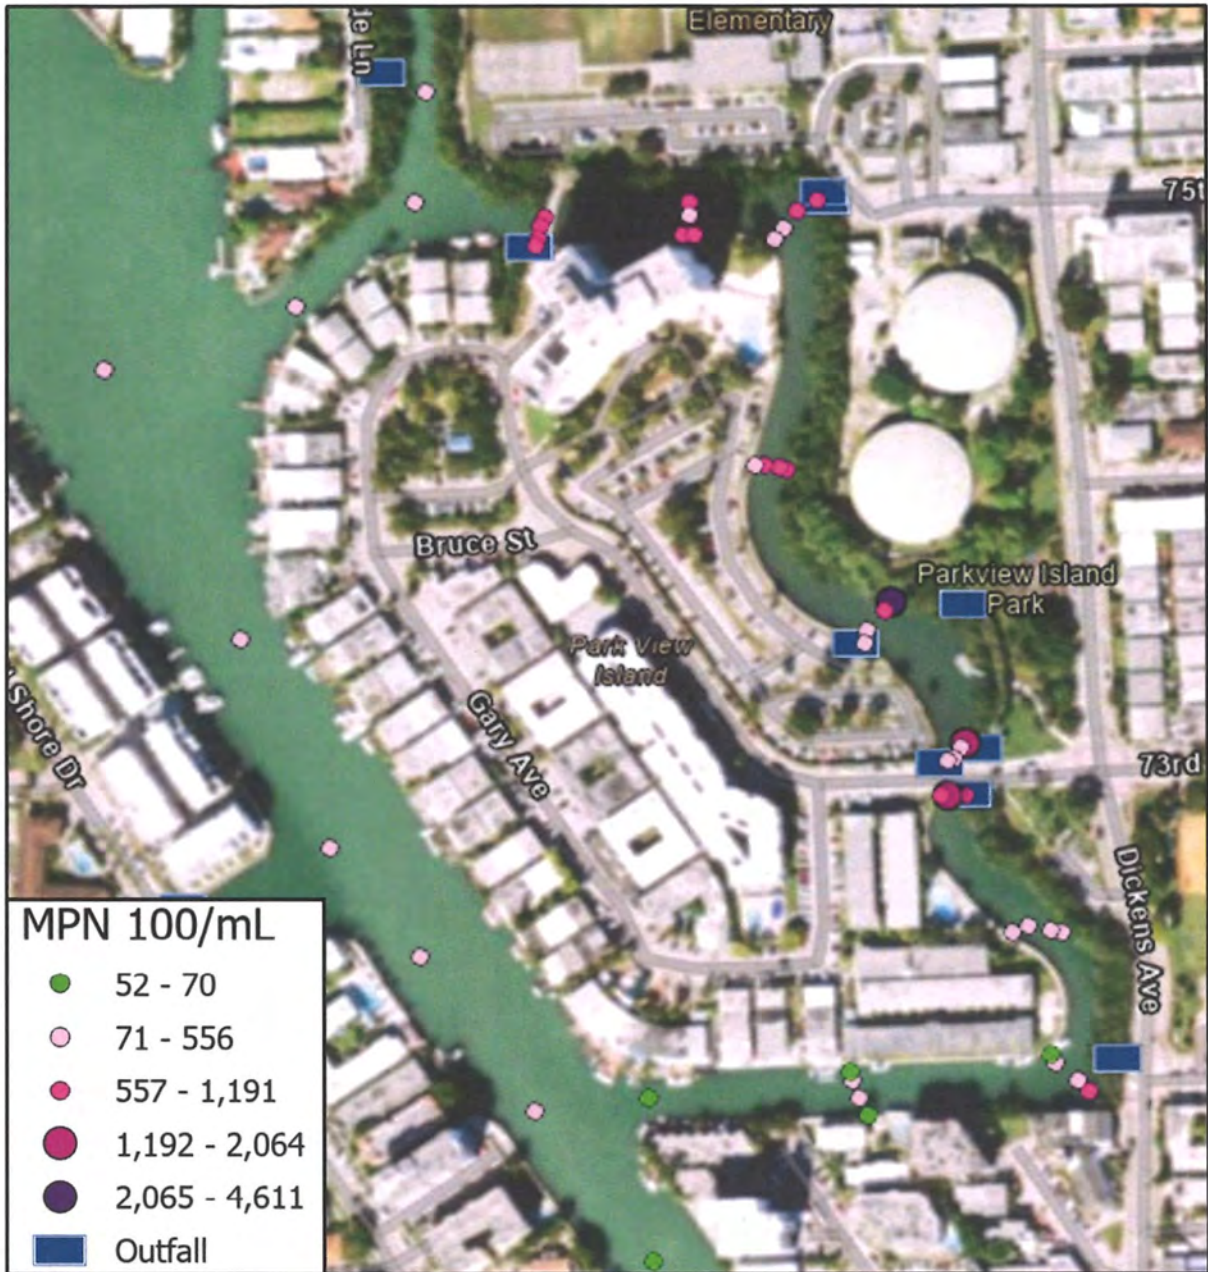 Elementary
75t
Bruce St
Parkview Island
Park
Park View
Island
Gary Ave
73rd
Shore Dr
Dickens Ave
MPN 100/mL
52 - 70
71 - 556
557 - 1,191
1,192 - 2,064
2,065 - 4,611
Outfall